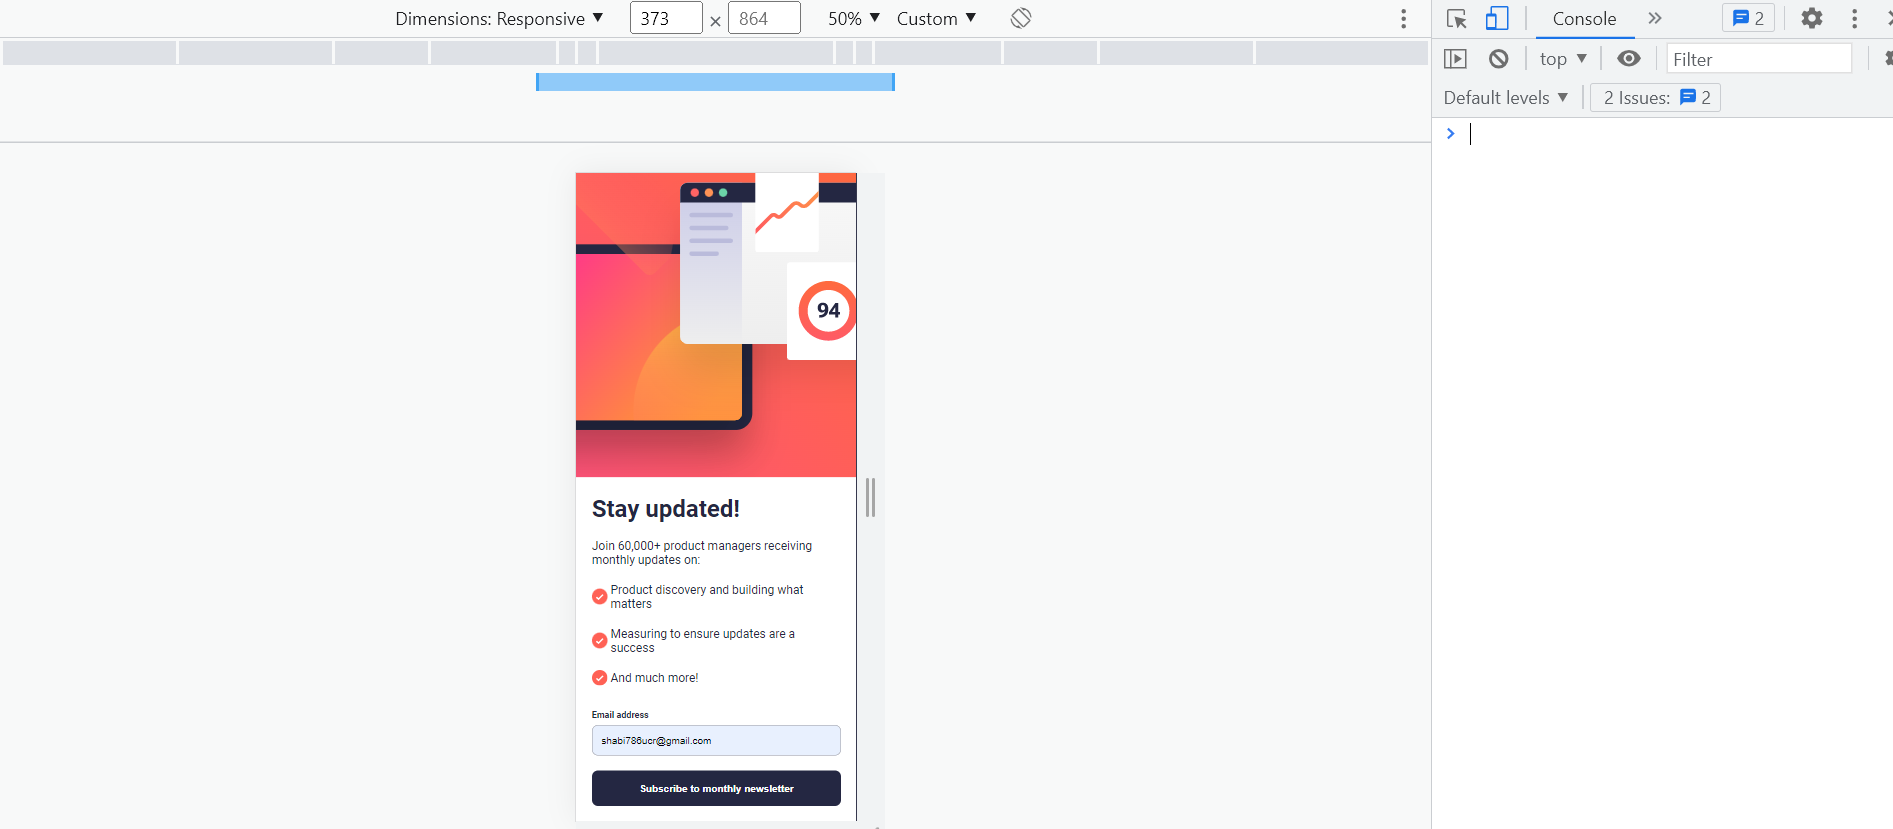 Dimensions: Responsive ▼ 373 × 864 50% ▼ Custom ▼
Console » 2
top ▼ Filter
Default levels ▼ 2 Issues: 2
>
94
Stay updated!
Join 60,000+ product managers receiving
monthly updates on:
Product discovery and building what
matters
Measuring to ensure updates are a
success
And much more!
Email address
shabi786ucr@gmail.com
Subscribe to monthly newsletter